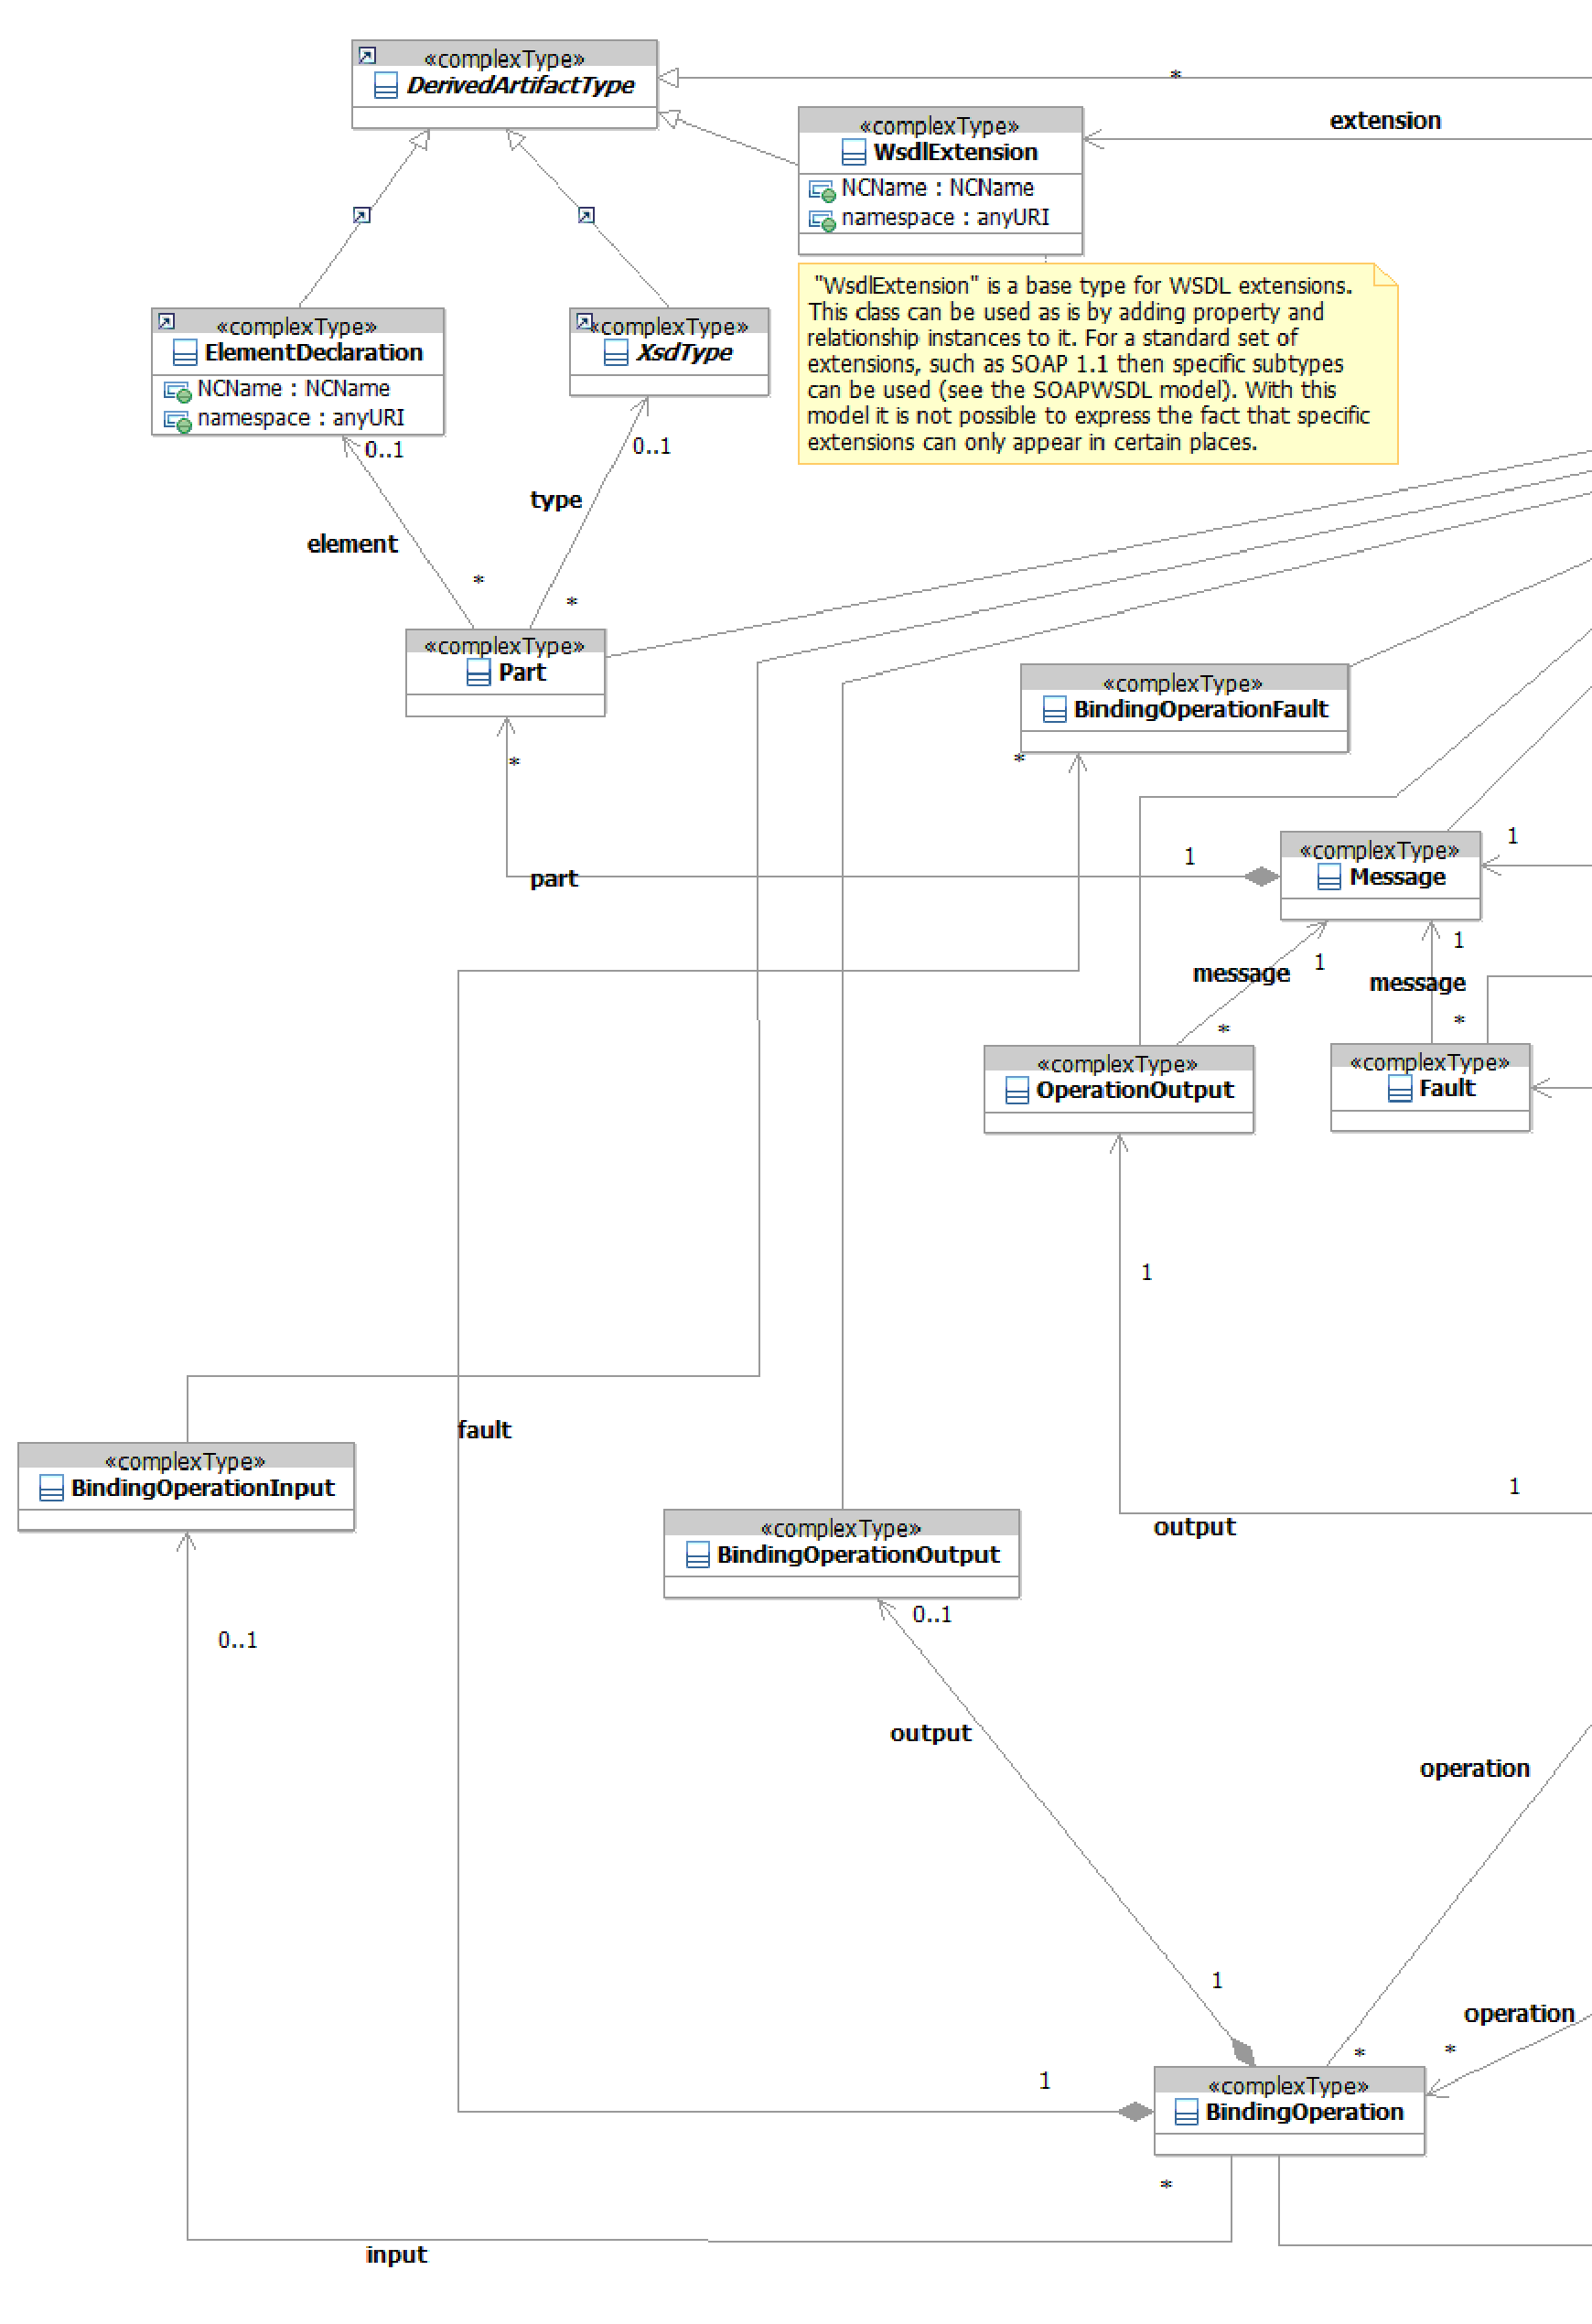 «complexType»
DerivedArtifactType
*
extension
«complexType»
WsdlExtension
NCName : NCName
namespace : anyURI
"WsdlExtension" is a base type for WSDL extensions.
This class can be used as is by adding property and
relationship instances to it. For a standard set of
extensions, such as SOAP 1.1 then specific subtypes
can be used (see the SOAPWSDL model). With this
model it is not possible to express the fact that specific
extensions can only appear in certain places.
«complexType»
ElementDeclaration
NCName : NCName
namespace : anyURI
«complexType»
XsdType
0..1
0..1
type
element
*
*
«complexType»
Part
*
«complexType»
BindingOperationFault
*
1
part
1
«complexType»
Message
1
1
message
message
*
*
«complexType»
OperationOutput
«complexType»
Fault
1
fault
«complexType»
BindingOperationInput
1
output
«complexType»
BindingOperationOutput
0..1
0..1
output
operation
1
operation
*
*
1
«complexType»
BindingOperation
*
input